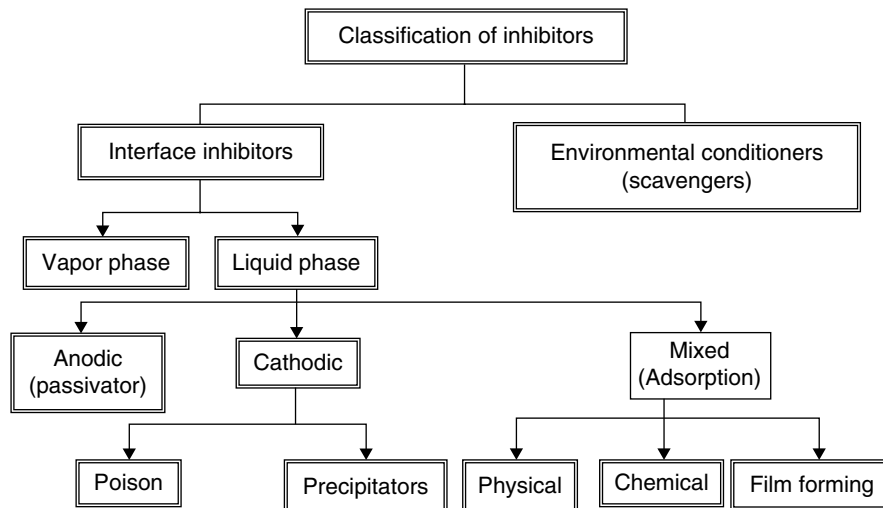 Classification of inhibitors
Interface inhibitors
Environmental conditioners
(scavengers)
Vapor phase
Liquid phase
Anodic
(passivator)
Cathodic
Mixed
(Adsorption)
Poison
Precipitators
Physical
Chemical
Film forming